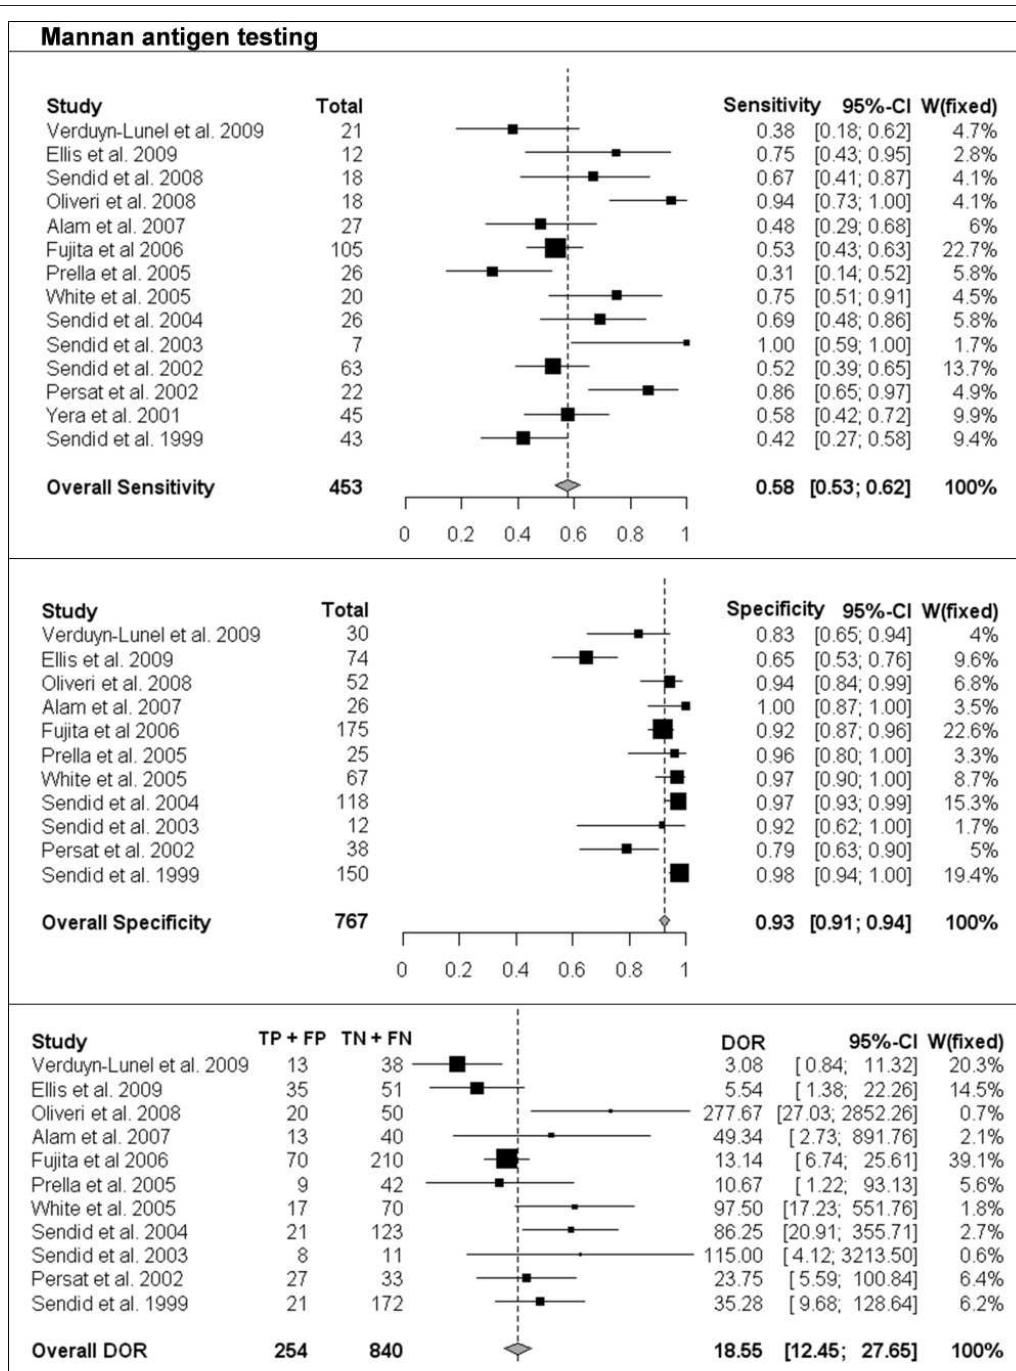 Mannan antigen testing
Study Total Sensitivity 95%-CI W(fixed)
Verduyn-Lunel et al. 2009 21 0.38 [0.18; 0.62] 4.7%
Ellis et al. 2009 12 0.75 [0.43; 0.95] 2.8%
Sendid et al. 2008 18 0.67 [0.41; 0.87] 4.1%
Oliveri et al. 2008 18 0.94 [0.73; 1.00] 4.1%
Alam et al. 2007 27 0.48 [0.29; 0.68] 6%
Fujita et al 2006 105 0.53 [0.43; 0.63] 22.7%
Prella et al. 2005 26 0.31 [0.14; 0.52] 5.8%
White et al. 2005 20 0.75 [0.51; 0.91] 4.5%
Sendid et al. 2004 26 0.69 [0.48; 0.86] 5.8%
Sendid et al. 2003 7 1.00 [0.59; 1.00] 1.7%
Sendid et al. 2002 63 0.52 [0.39; 0.65] 13.7%
Persat et al. 2002 22 0.86 [0.65; 0.97] 4.9%
Yera et al. 2001 45 0.58 [0.42; 0.72] 9.9%
Sendid et al. 1999 43 0.42 [0.27; 0.58] 9.4%
Overall Sensitivity 453 0.58 [0.53; 0.62] 100%
0 0.2 0.4 0.6 0.8 1
Study Total Specificity 95%-CI W(fixed)
Verduyn-Lunel et al. 2009 30 0.83 [0.65; 0.94] 4%
Ellis et al. 2009 74 0.65 [0.53; 0.76] 9.6%
Oliveri et al. 2008 52 0.94 [0.84; 0.99] 6.8%
Alam et al. 2007 26 1.00 [0.87; 1.00] 3.5%
Fujita et al 2006 175 0.92 [0.87; 0.96] 22.6%
Prella et al. 2005 25 0.96 [0.80; 1.00] 3.3%
White et al. 2005 67 0.97 [0.90; 1.00] 8.7%
Sendid et al. 2004 118 0.97 [0.93; 0.99] 15.3%
Sendid et al. 2003 12 0.92 [0.62; 1.00] 1.7%
Persat et al. 2002 38 0.79 [0.63; 0.90] 5%
Sendid et al. 1999 150 0.98 [0.94; 1.00] 19.4%
Overall Specificity 767 0.93 [0.91; 0.94] 100%
0 0.2 0.4 0.6 0.8 1
Study TP + FP TN + FN DOR 95%-CI W(fixed)
Verduyn-Lunel et al. 2009 13 38 3.08 [ 0.84; 11.32] 20.3%
Ellis et al. 2009 35 51 5.54 [ 1.38; 22.26] 14.5%
Oliveri et al. 2008 20 50 277.67 [27.03; 2852.26] 0.7%
Alam et al. 2007 13 40 49.34 [ 2.73; 891.76] 2.1%
Fujita et al 2006 70 210 13.14 [ 6.74; 25.61] 39.1%
Prella et al. 2005 9 42 10.67 [ 1.22; 93.13] 5.6%
White et al. 2005 17 70 97.50 [17.23; 551.76] 1.8%
Sendid et al. 2004 21 123 86.25 [20.91; 355.71] 2.7%
Sendid et al. 2003 8 11 115.00 [ 4.12; 3213.50] 0.6%
Persat et al. 2002 27 33 23.75 [ 5.59; 100.84] 6.4%
Sendid et al. 1999 21 172 35.28 [ 9.68; 128.64] 6.2%
Overall DOR 254 840 18.55 [12.45; 27.65] 100%